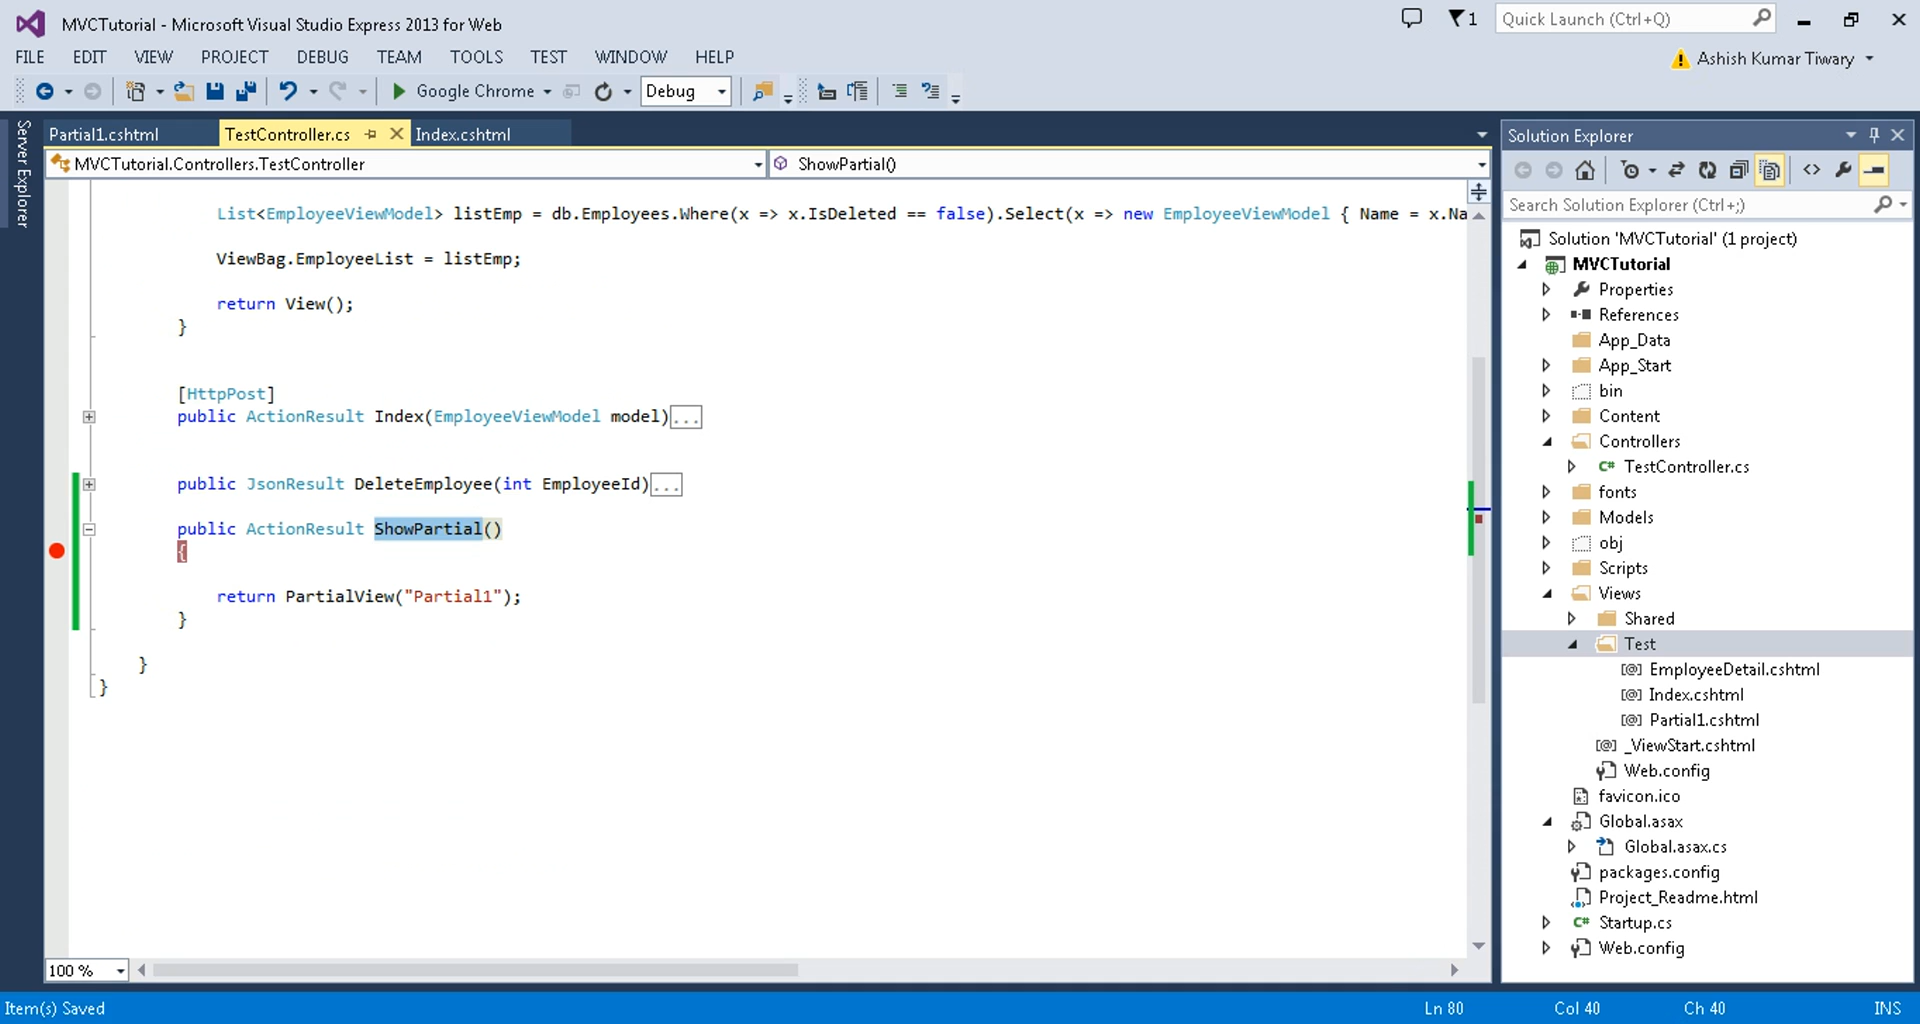 MVCTutorial - Microsoft Visual Studio Express 2013 for Web
1
Quick Launch (Ctrl+Q)
FILE EDIT VIEW PROJECT DEBUG TEAM TOOLS TEST WINDOW HELP
Ashish Kumar Tiwary
Google Chrome
Debug
Server Explorer
Partial1.cshtml
TestController.cs
Index.cshtml
MVCTutorial.Controllers.TestController
ShowPartial()
List<EmployeeViewModel> listEmp = db.Employees.Where(x => x.IsDeleted == false).Select(x => new EmployeeViewModel { Name = x.Na
ViewBag.EmployeeList = listEmp;
return View();
}
[HttpPost]
public ActionResult Index(EmployeeViewModel model)...
public JsonResult DeleteEmployee(int EmployeeId)...
public ActionResult ShowPartial()
{
return PartialView("Partial1");
}
}
}
100 %
Solution Explorer
Search Solution Explorer (Ctrl+;)
Solution 'MVCTutorial' (1 project)
MVCTutorial
Properties
References
App_Data
App_Start
bin
Content
Controllers
C# TestController.cs
fonts
Models
obj
Scripts
Views
Shared
Test
[@] EmployeeDetail.cshtml
[@] Index.cshtml
[@] Partial1.cshtml
[@] _ViewStart.cshtml
Web.config
favicon.ico
Global.asax
Global.asax.cs
packages.config
Project_Readme.html
C# Startup.cs
Web.config
Item(s) Saved
Ln 80
Col 40
Ch 40
INS